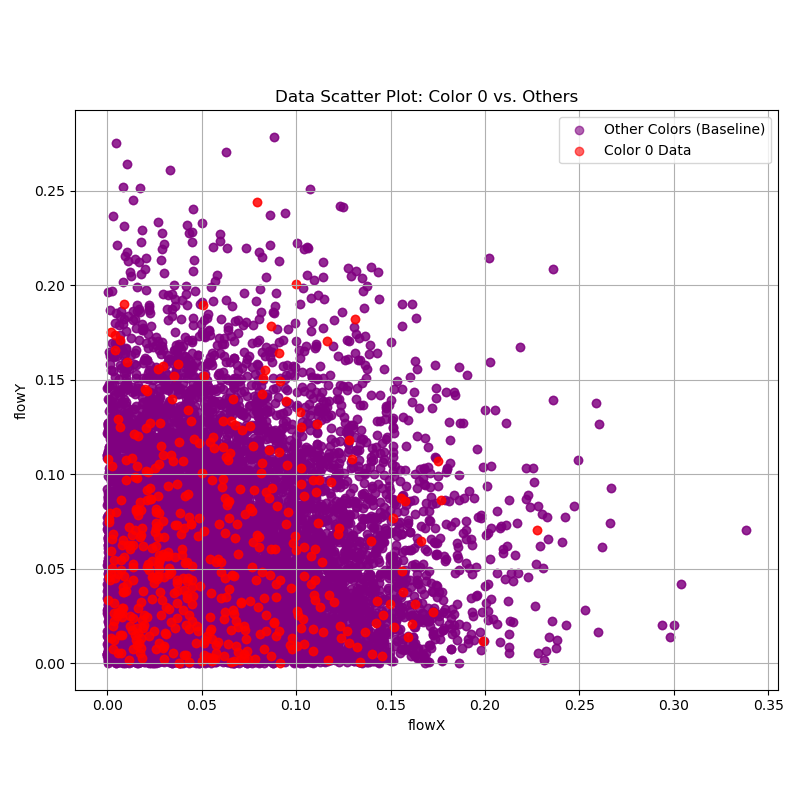 Data Scatter Plot: Color 0 vs. Others
Other Colors (Baseline)
Color 0 Data
flowY
0.25
0.20
0.15
0.10
0.05
0.00
0.00 0.05 0.10 0.15 0.20 0.25 0.30 0.35
flowX